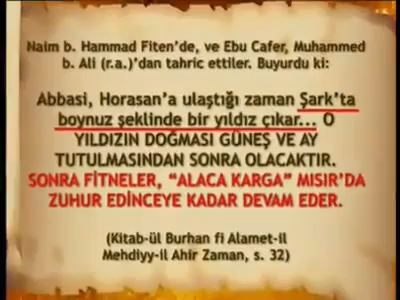 Naim b. Hammad Fiten'de, ve Ebu Cafer, Muhammed
b. Ali (r.a.)'dan tahric ettiler. Buyurdu ki:
Abbasi, Horasan'a ulaştığı zaman Şark'ta
boynuz şeklinde bir yıldız çıkar... O
YILDIZIN DOĞMASI GÜNEŞ VE AY
TUTULMASINDAN SONRA OLACAKTIR.
SONRA FİTNELER, "ALACA KARGA" MISIR'DA
ZUHUR EDİNCEYE KADAR DEVAM EDER.
(Kitab-ül Burhan fi Alamet-il
Mehdiyy-il Ahir Zaman, s. 32)